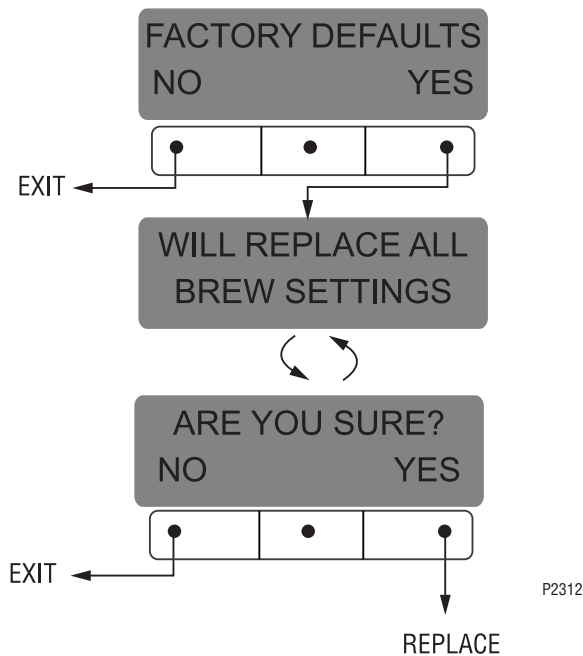 FACTORY DEFAULTS
NO YES
EXIT
WILL REPLACE ALL
BREW SETTINGS
ARE YOU SURE?
NO YES
EXIT
P2312
REPLACE